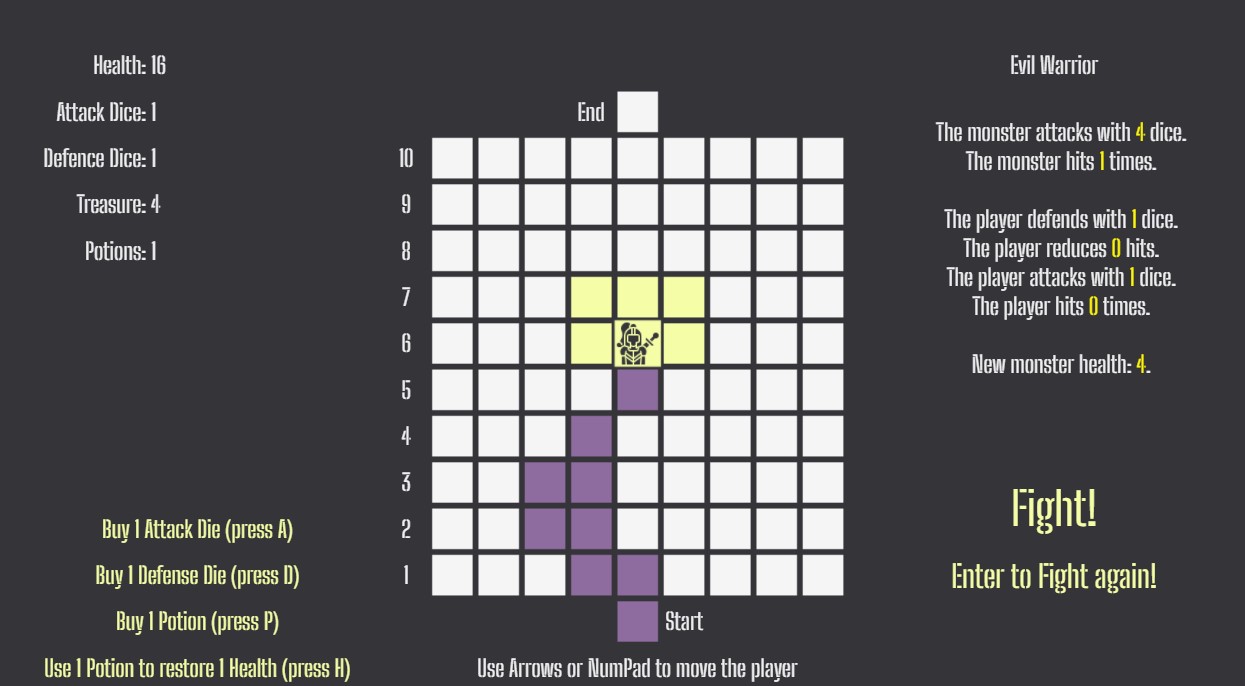 Health: 16
Attack Dice: 1
Defence Dice: 1
Treasure: 4
Potions: 1
Buy 1 Attack Die (press A)
Buy 1 Defense Die (press D)
Buy 1 Potion (press P)
Use 1 Potion to restore 1 Health (press H)
End
10
9
8
7
6
5
4
3
2
1
Start
Use Arrows or NumPad to move the player
Evil Warrior
The monster attacks with 4 dice.
The monster hits 1 times.
The player defends with 1 dice.
The player reduces 0 hits.
The player attacks with 1 dice.
The player hits 0 times.
New monster health: 4.
Fight!
Enter to Fight again!